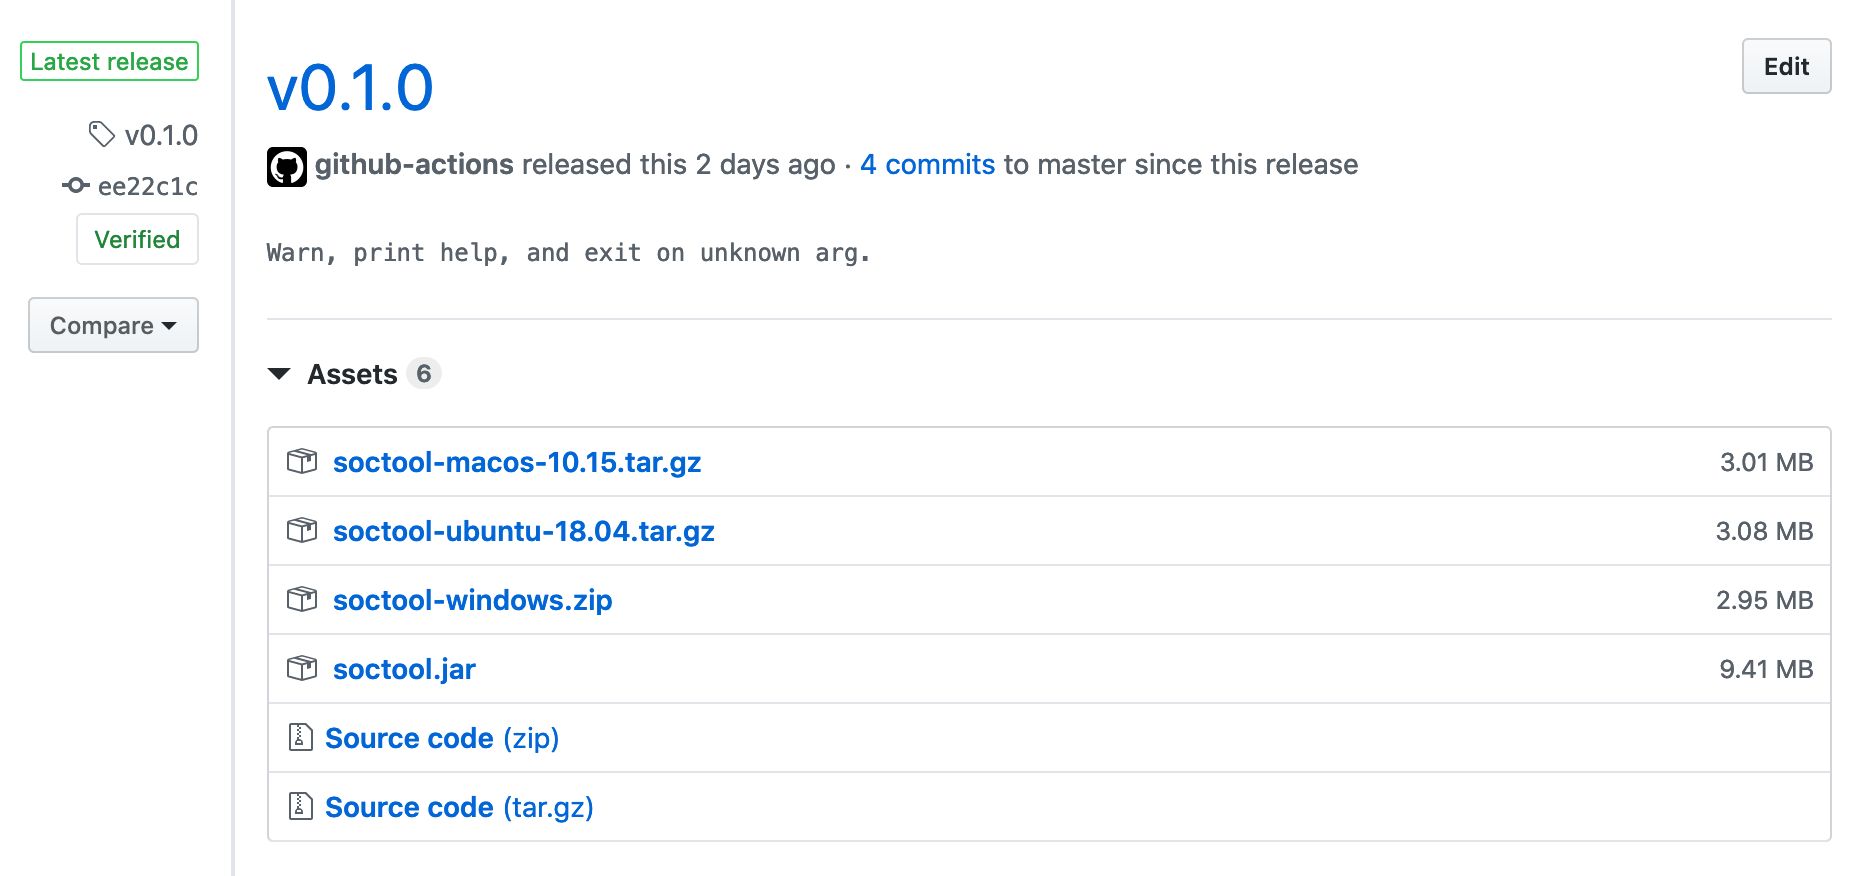 Latest release
v0.1.0
ee22c1c
Verified
Compare
v0.1.0
Edit
github-actions released this 2 days ago · 4 commits to master since this release
Warn, print help, and exit on unknown arg.
Assets 6
soctool-macos-10.15.tar.gz 3.01 MB
soctool-ubuntu-18.04.tar.gz 3.08 MB
soctool-windows.zip 2.95 MB
soctool.jar 9.41 MB
Source code (zip)
Source code (tar.gz)